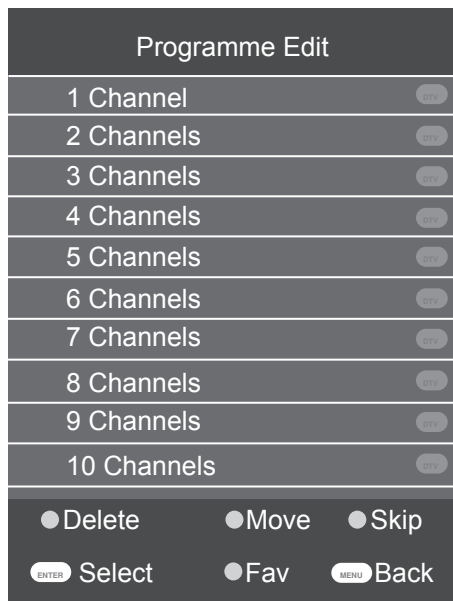 Programme Edit
1 Channel DTV
2 Channels DTV
3 Channels DTV
4 Channels DTV
5 Channels DTV
6 Channels DTV
7 Channels DTV
8 Channels DTV
9 Channels DTV
10 Channels DTV
Delete Move Skip
ENTER Select Fav MENU Back